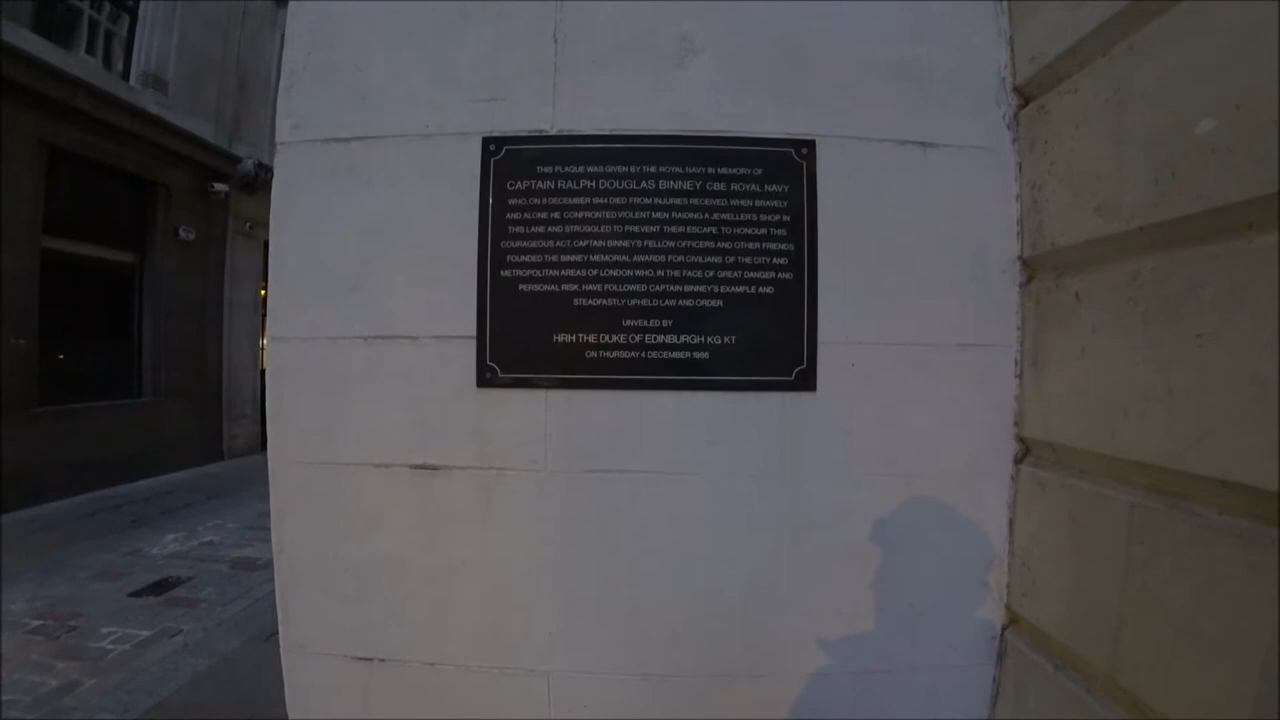 THIS PLAQUE WAS GIVEN BY THE ROYAL NAVY IN MEMORY OF
CAPTAIN RALPH DOUGLAS BINNEY CBE ROYAL NAVY
WHO, ON 8 DECEMBER 1944 DIED FROM INJURIES RECEIVED, WHEN BRAVELY
AND ALONE HE CONFRONTED VIOLENT MEN RAIDING A JEWELLER'S SHOP IN
THIS LANE AND STRUGGLED TO PREVENT THEIR ESCAPE. TO HONOUR THIS
COURAGEOUS ACT, CAPTAIN BINNEY'S FELLOW OFFICERS AND OTHER FRIENDS
FOUNDED THE BINNEY MEMORIAL AWARDS FOR CIVILIANS OF THE CITY AND
METROPOLITAN AREAS OF LONDON WHO, IN THE FACE OF GREAT DANGER AND
PERSONAL RISK, HAVE FOLLOWED CAPTAIN BINNEY'S EXAMPLE AND
STEADFASTLY UPHELD LAW AND ORDER
UNVEILED BY
HRH THE DUKE OF EDINBURGH KG KT
ON THURSDAY 4 DECEMBER 1986